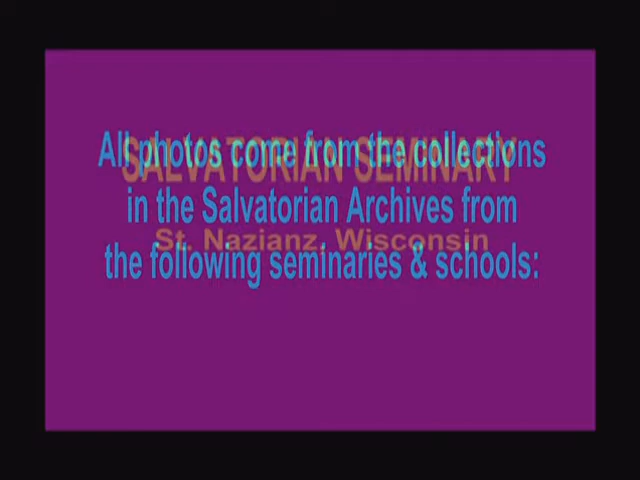 All photos come from the collections
SALVATORIAN SEMINARY
in the Salvatorian Archives from
St. Nazianz, Wisconsin
the following seminaries & schools: